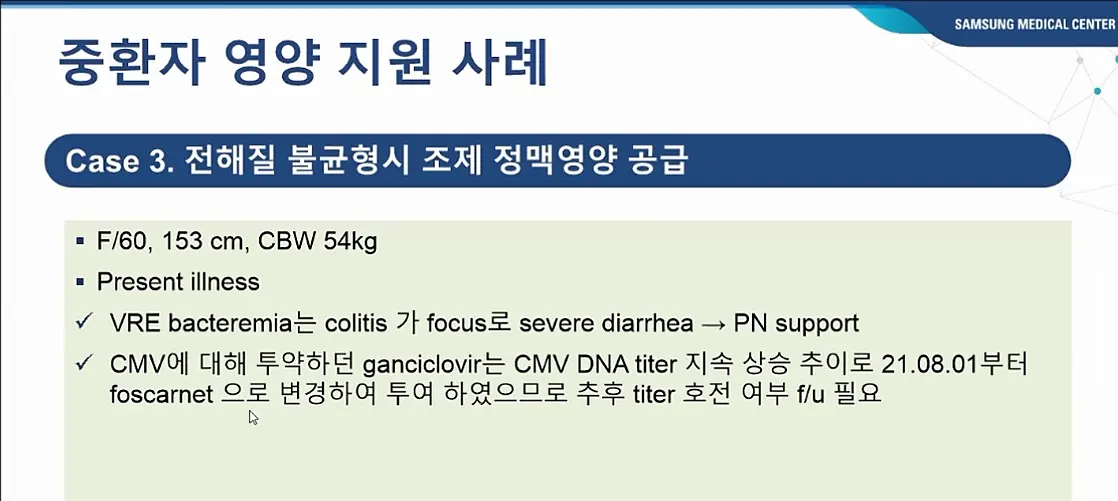 SAMSUNG MEDICAL CENTER
중환자 영양 지원 사례
Case 3. 전해질 불균형시 조제 정맥영양 공급
▪ F/60, 153 cm, CBW 54kg
▪ Present illness
✓ VRE bacteremia는 colitis 가 focus로 severe diarrhea → PN support
✓ CMV에 대해 투약하던 ganciclovir는 CMV DNA titer 지속 상승 추이로 21.08.01부터
foscarnet 으로 변경하여 투여 하였으므로 추후 titer 호전 여부 f/u 필요